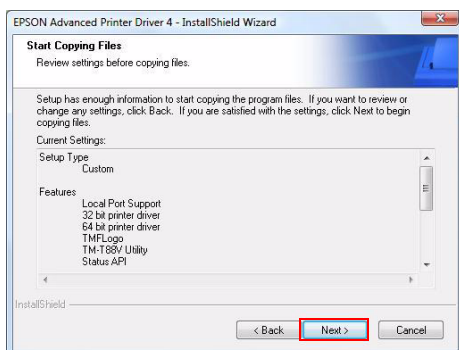 EPSON Advanced Printer Driver 4 - InstallShield Wizard
Start Copying Files
Review settings before copying files.
Setup has enough information to start copying the program files. If you want to review or
change any settings, click Back. If you are satisfied with the settings, click Next to begin
copying files.
Current Settings:
Setup Type
Custom
Features
Local Port Support
32 bit printer driver
64 bit printer driver
TMFLogo
TM-T88V Utility
Status API
InstallShield
< Back
Next >
Cancel